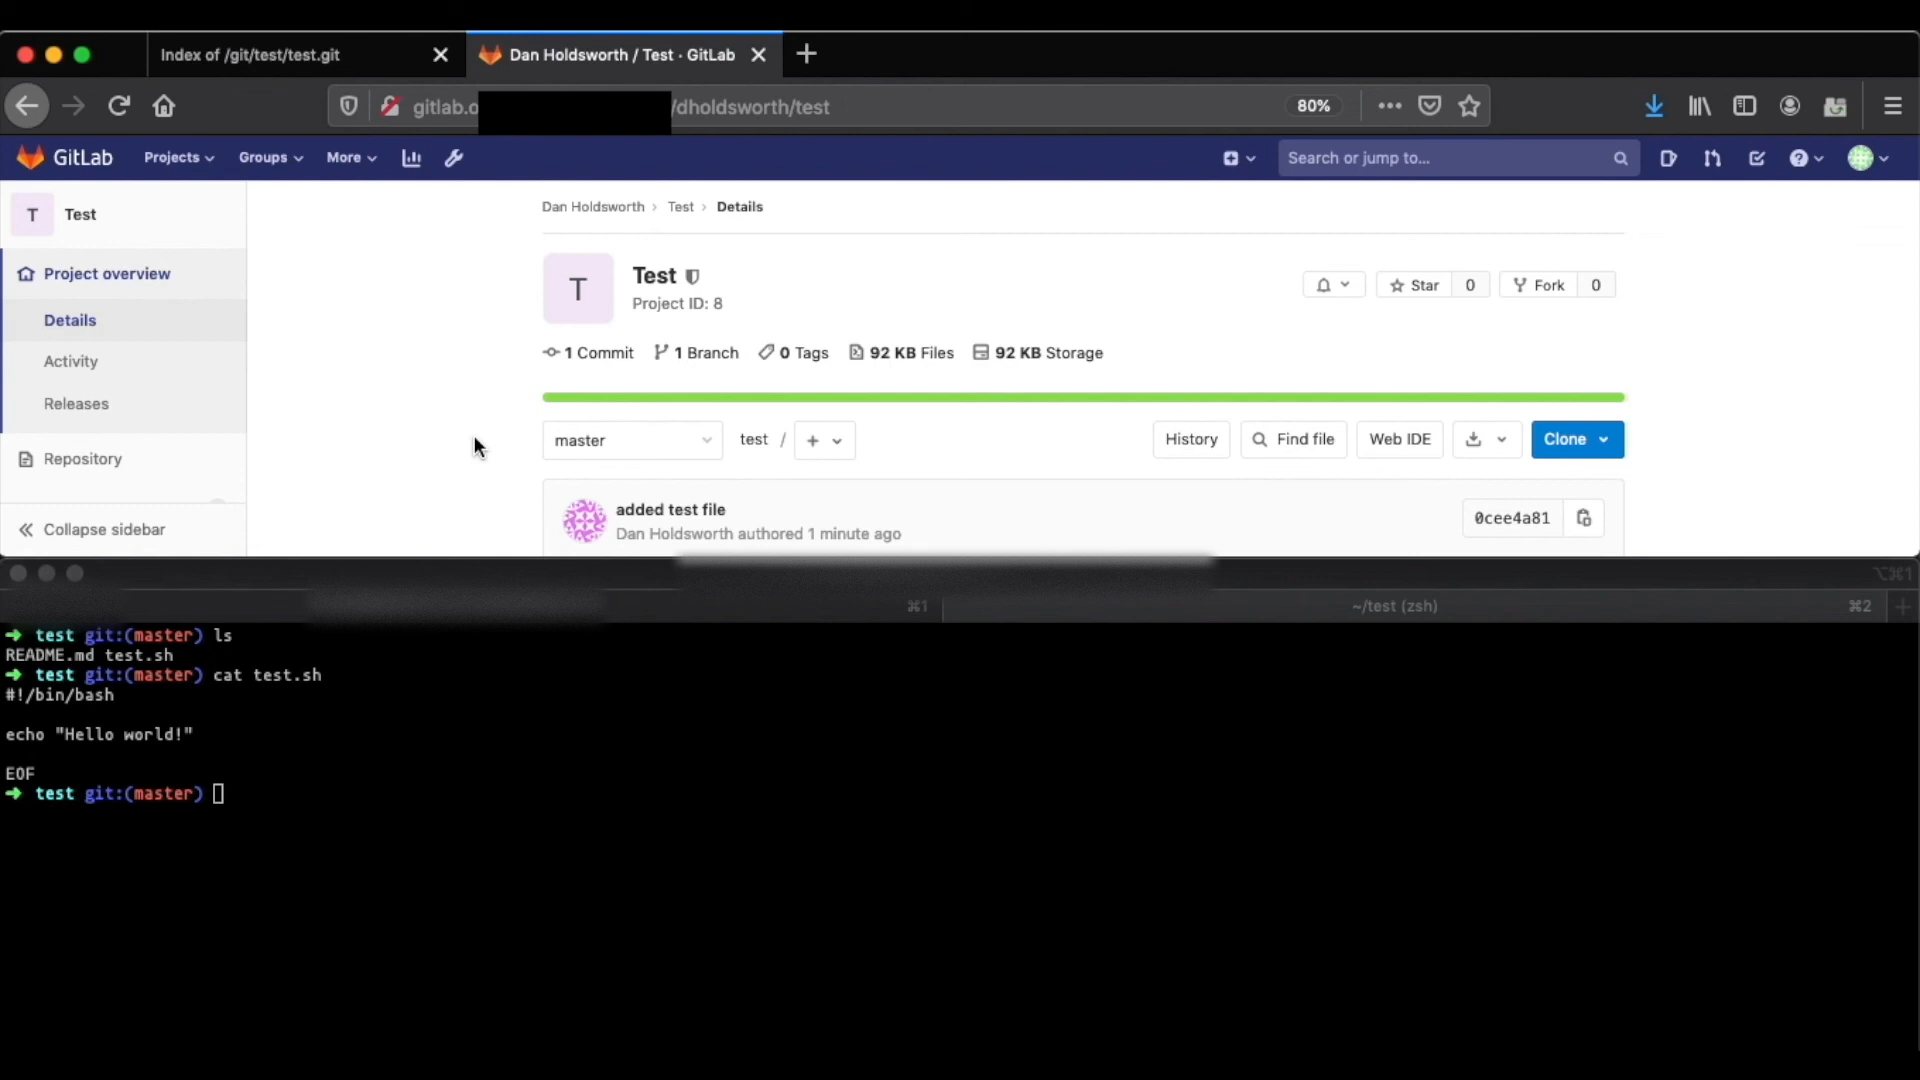 Index of /git/test/test.git
Dan Holdsworth / Test · GitLab
gitlab.o
/dholdsworth/test
80%
GitLab
Projects
Groups
More
Search or jump to...
T
Test
Dan Holdsworth › Test › Details
Project overview
T
Test
Project ID: 8
Star 0
Fork 0
Details
1 Commit
1 Branch
0 Tags
92 KB Files
92 KB Storage
Activity
Releases
master
test / +
History
Find file
Web IDE
Clone
Repository
added test file
Dan Holdsworth authored 1 minute ago
0cee4a81
Collapse sidebar
⌥⌘1
⌘1
~/test (zsh)
⌘2
➜ test git:(master) ls
README.md test.sh
➜ test git:(master) cat test.sh
#!/bin/bash
echo "Hello world!"
EOF
➜ test git:(master)